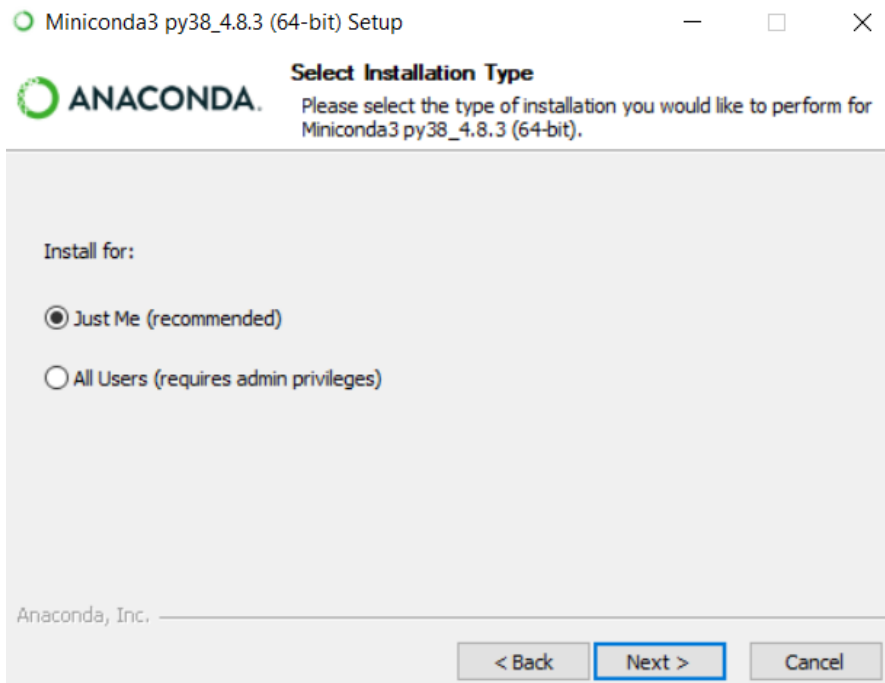 Miniconda3 py38_4.8.3 (64-bit) Setup
ANACONDA.
Select Installation Type
Please select the type of installation you would like to perform for
Miniconda3 py38_4.8.3 (64-bit).
Install for:
Just Me (recommended)
All Users (requires admin privileges)
Anaconda, Inc.
< Back
Next >
Cancel